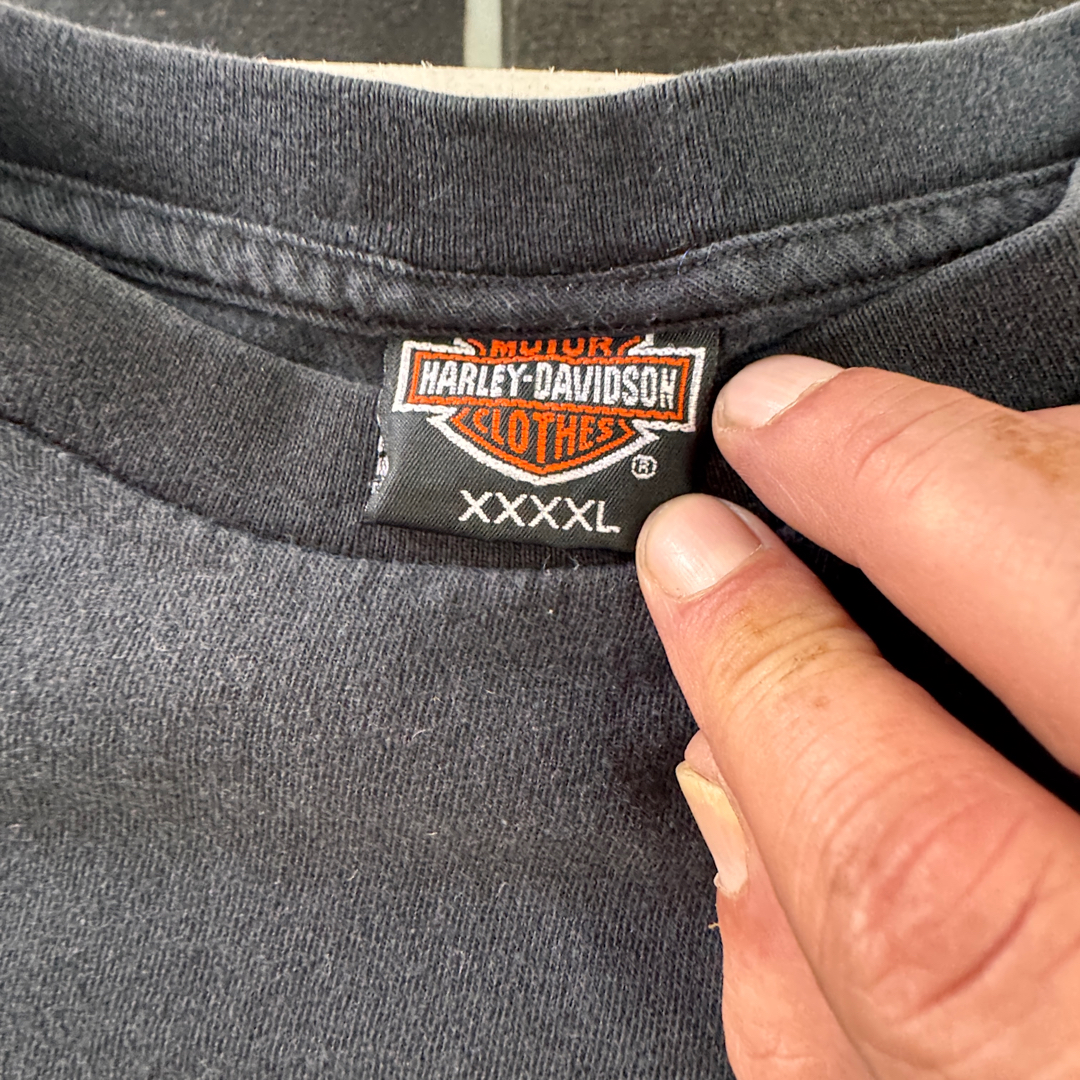 MOTOR
HARLEY-DAVIDSON
CLOTHES
®
XXXXL